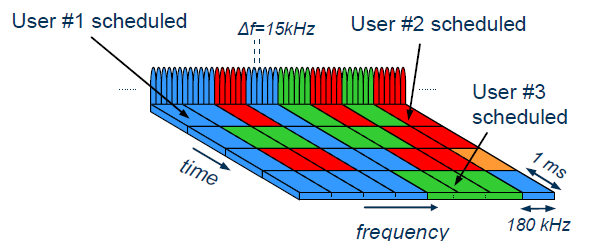 User #1 scheduled
Δf=15kHz
User #2 scheduled
User #3
scheduled
time
1 ms
frequency
180 kHz